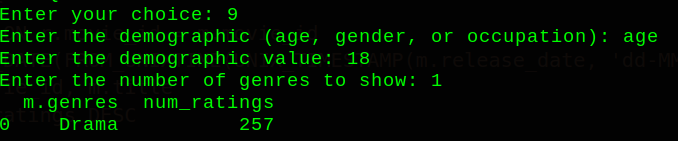 Enter your choice: 9
Enter the demographic (age, gender, or occupation): age
Enter the demographic value: 18
Enter the number of genres to show: 1
m.genres num_ratings
0 Drama 257